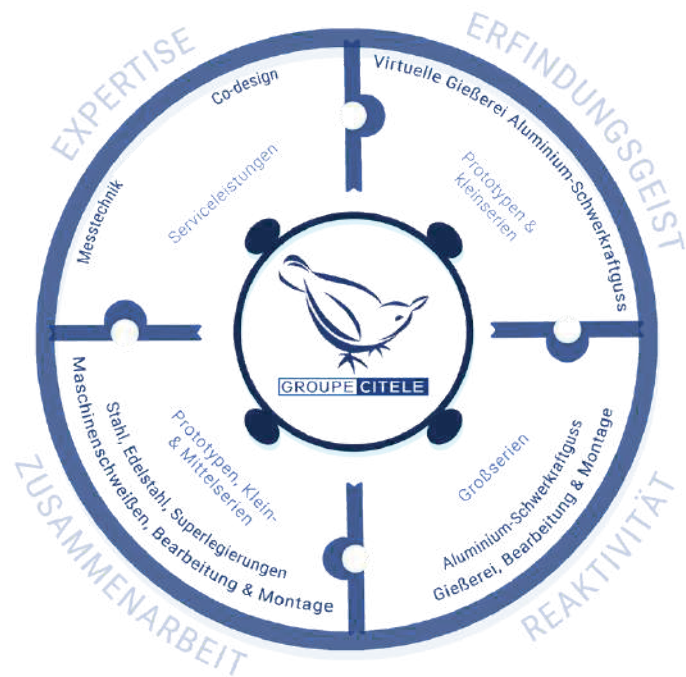 EXPERTISE
Co-design
Messtechnik
Serviceleistungen
ERFINDUNGSGEIST
Virtuelle Gießerei Aluminium-Schwerkraftguss
Prototypen &
kleinserien
GROUPE CITELE
Prototypen, Klein-
& Mittelserien
Stahl, Edelstahl, Superlegierungen
Maschinenschweißen, Bearbeitung & Montage
ZUSAMMENARBEIT
Großserien
Aluminium-Schwerkraftguss
Gießerei, Bearbeitung & Montage
REAKTIVITÄT